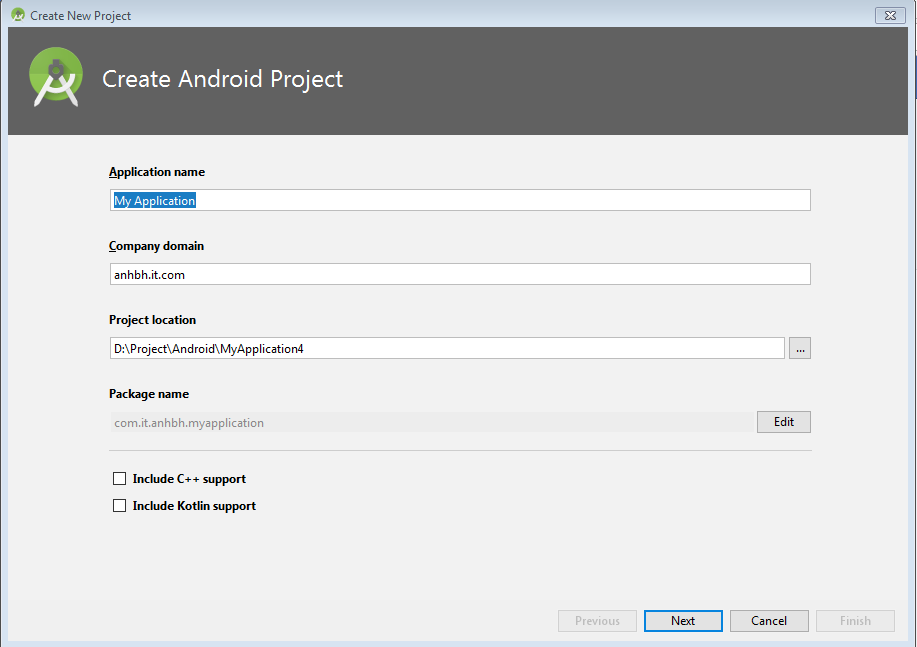 Create New Project
Create Android Project
Application name
My Application
Company domain
anhbh.it.com
Project location
D:\Project\Android\MyApplication4
...
Package name
com.it.anhbh.myapplication
Edit
Include C++ support
Include Kotlin support
Previous Next Cancel Finish